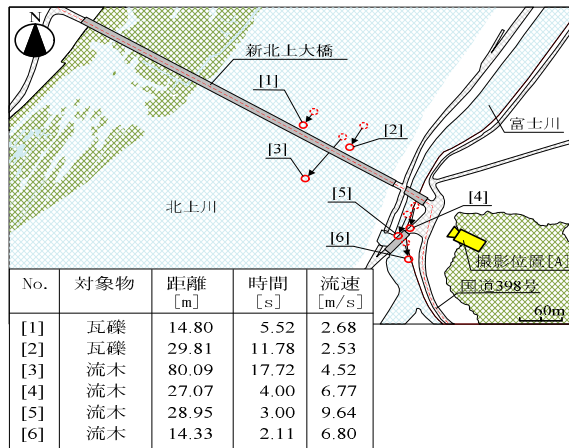 N
新北上大橋
[1]
[2]
富士川
[3]
[5]
[4]
北上川
[6]
撮影位置[A]
国道398号
60m
No. 対象物 距離[m] 時間[s] 流速[m/s]
[1] 瓦礫 14.80 5.52 2.68
[2] 瓦礫 29.81 11.78 2.53
[3] 流木 80.09 17.72 4.52
[4] 流木 27.07 4.00 6.77
[5] 流木 28.95 3.00 9.64
[6] 流木 14.33 2.11 6.80